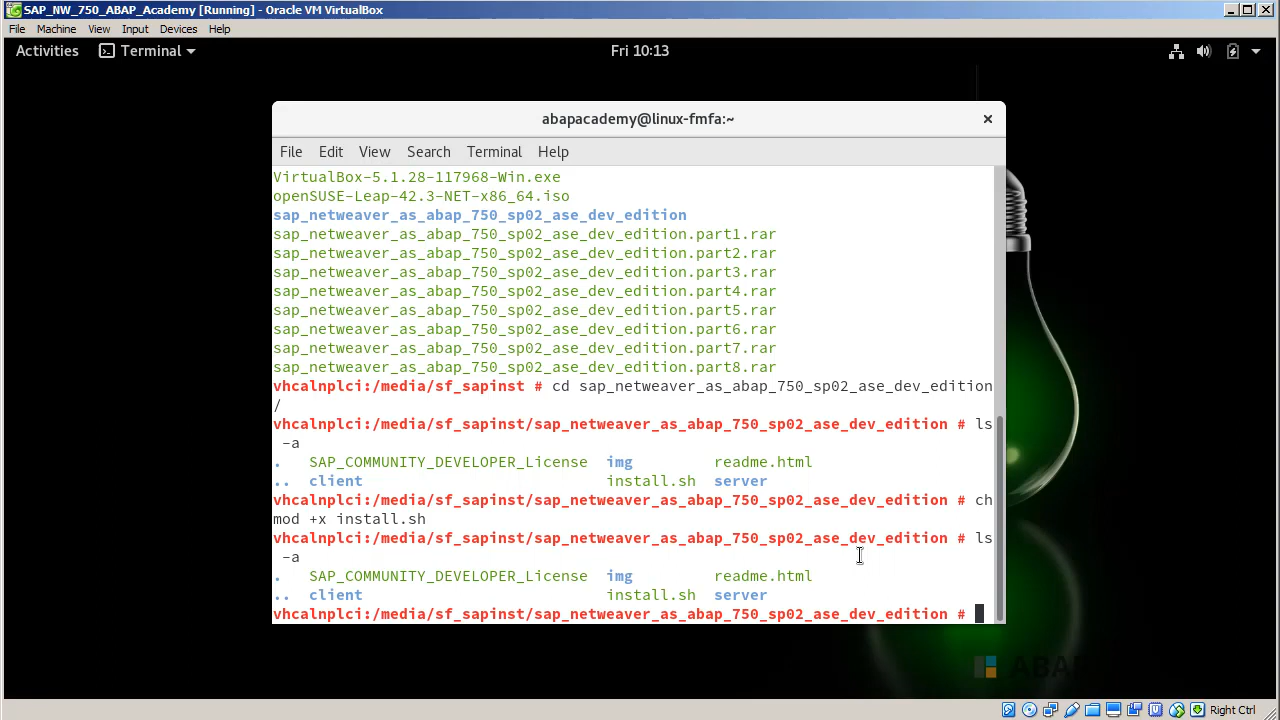 SAP_NW_750_ABAP_Academy [Running] - Oracle VM VirtualBox
File Machine View Input Devices Help
Activities Terminal Fri 10:13
abapacademy@linux-fmfa:~
File Edit View Search Terminal Help
VirtualBox-5.1.28-117968-Win.exe
openSUSE-Leap-42.3-NET-x86_64.iso
sap_netweaver_as_abap_750_sp02_ase_dev_edition
sap_netweaver_as_abap_750_sp02_ase_dev_edition.part1.rar
sap_netweaver_as_abap_750_sp02_ase_dev_edition.part2.rar
sap_netweaver_as_abap_750_sp02_ase_dev_edition.part3.rar
sap_netweaver_as_abap_750_sp02_ase_dev_edition.part4.rar
sap_netweaver_as_abap_750_sp02_ase_dev_edition.part5.rar
sap_netweaver_as_abap_750_sp02_ase_dev_edition.part6.rar
sap_netweaver_as_abap_750_sp02_ase_dev_edition.part7.rar
sap_netweaver_as_abap_750_sp02_ase_dev_edition.part8.rar
vhcalnplci:/media/sf_sapinst # cd sap_netweaver_as_abap_750_sp02_ase_dev_edition
/
vhcalnplci:/media/sf_sapinst/sap_netweaver_as_abap_750_sp02_ase_dev_edition # ls
-a
. SAP_COMMUNITY_DEVELOPER_License img readme.html
.. client install.sh server
vhcalnplci:/media/sf_sapinst/sap_netweaver_as_abap_750_sp02_ase_dev_edition # ch
mod +x install.sh
vhcalnplci:/media/sf_sapinst/sap_netweaver_as_abap_750_sp02_ase_dev_edition # ls
-a
. SAP_COMMUNITY_DEVELOPER_License img readme.html
.. client install.sh server
vhcalnplci:/media/sf_sapinst/sap_netweaver_as_abap_750_sp02_ase_dev_edition #
Right Ctrl